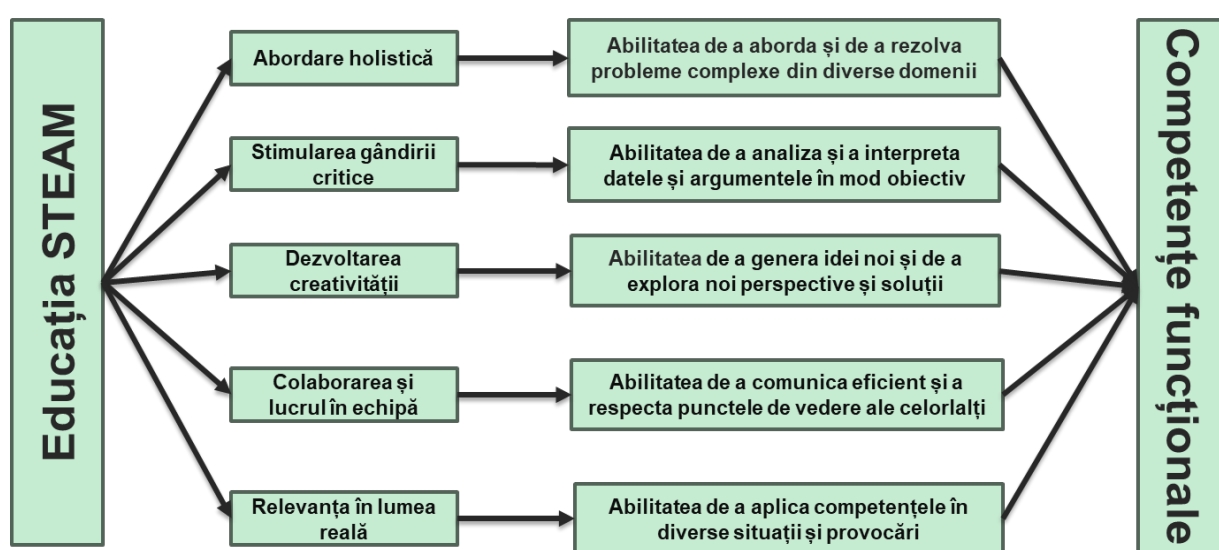 Educația STEAM
Abordare holistică
Abilitatea de a aborda și de a rezolva
probleme complexe din diverse domenii
Stimularea gândirii
critice
Abilitatea de a analiza și a interpreta
datele și argumentele în mod obiectiv
Dezvoltarea
creativității
Abilitatea de a genera idei noi și de a
explora noi perspective și soluții
Colaborarea și
lucrul în echipă
Abilitatea de a comunica eficient și a
respecta punctele de vedere ale celorlalți
Relevanța în lumea
reală
Abilitatea de a aplica competențele în
diverse situații și provocări
Competențe funcționale